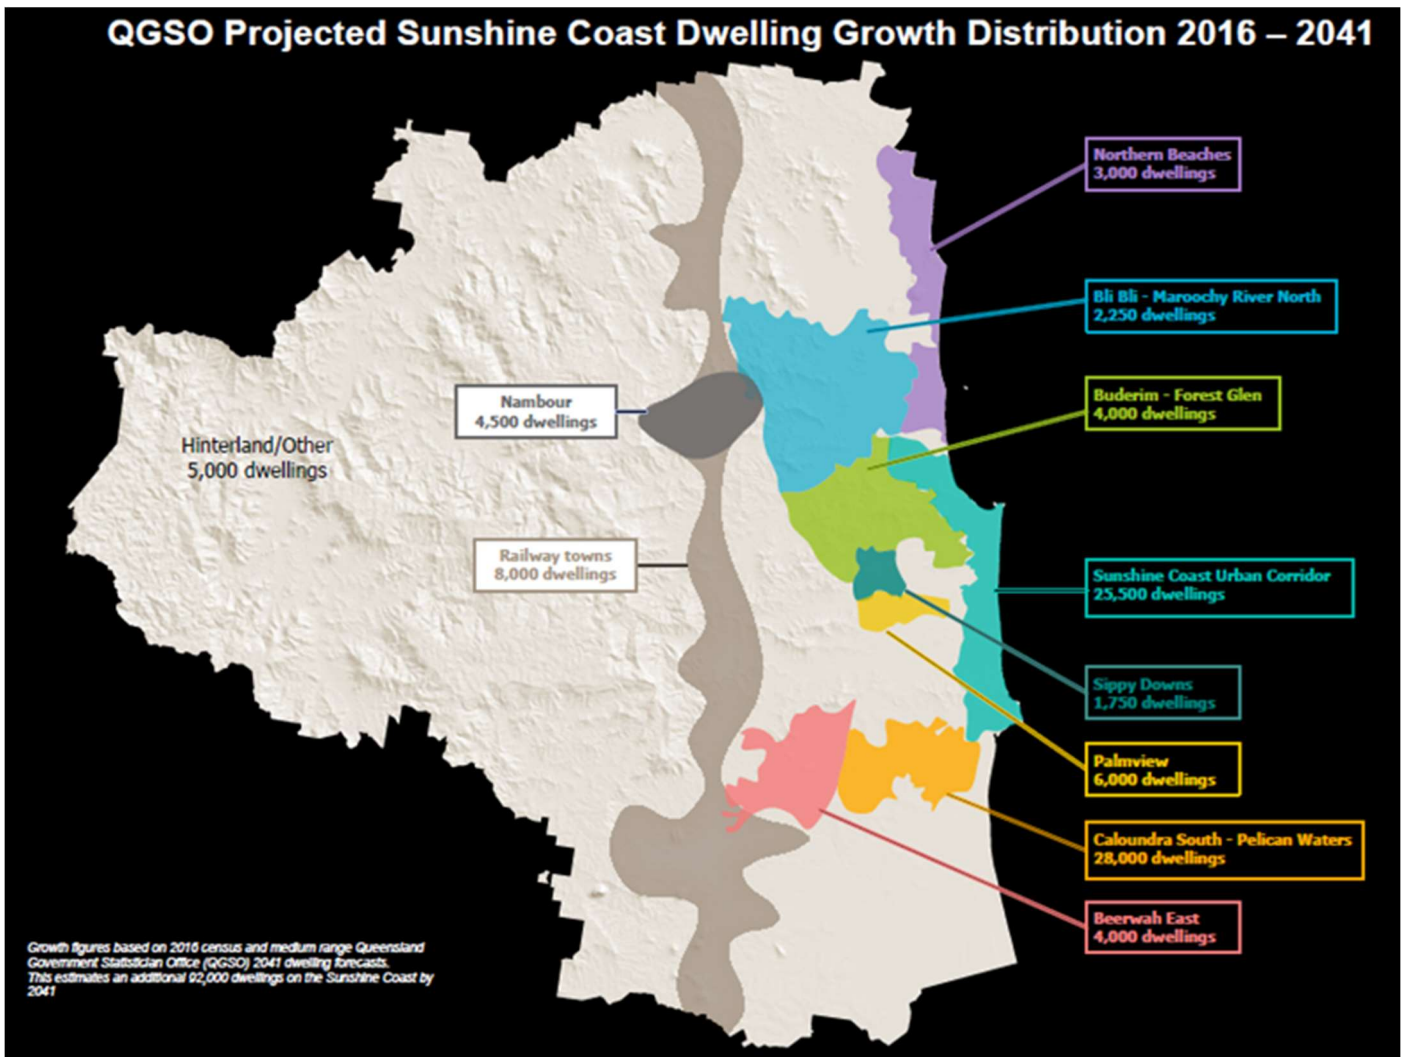 QGSO Projected Sunshine Coast Dwelling Growth Distribution 2016 – 2041
Northern Beaches
3,000 dwellings
Bli Bli - Maroochy River North
2,250 dwellings
Buderim - Forest Glen
4,000 dwellings
Nambour
4,500 dwellings
Hinterland/Other
5,000 dwellings
Railway towns
8,000 dwellings
Sunshine Coast Urban Corridor
25,500 dwellings
Sippy Downs
1,750 dwellings
Palmview
6,000 dwellings
Caloundra South - Pelican Waters
28,000 dwellings
Beerwah East
4,000 dwellings
Growth figures based on 2016 census and medium range Queensland
Government Statistician Office (QGSO) 2041 dwelling forecasts.
This estimates an additional 92,000 dwellings on the Sunshine Coast by
2041